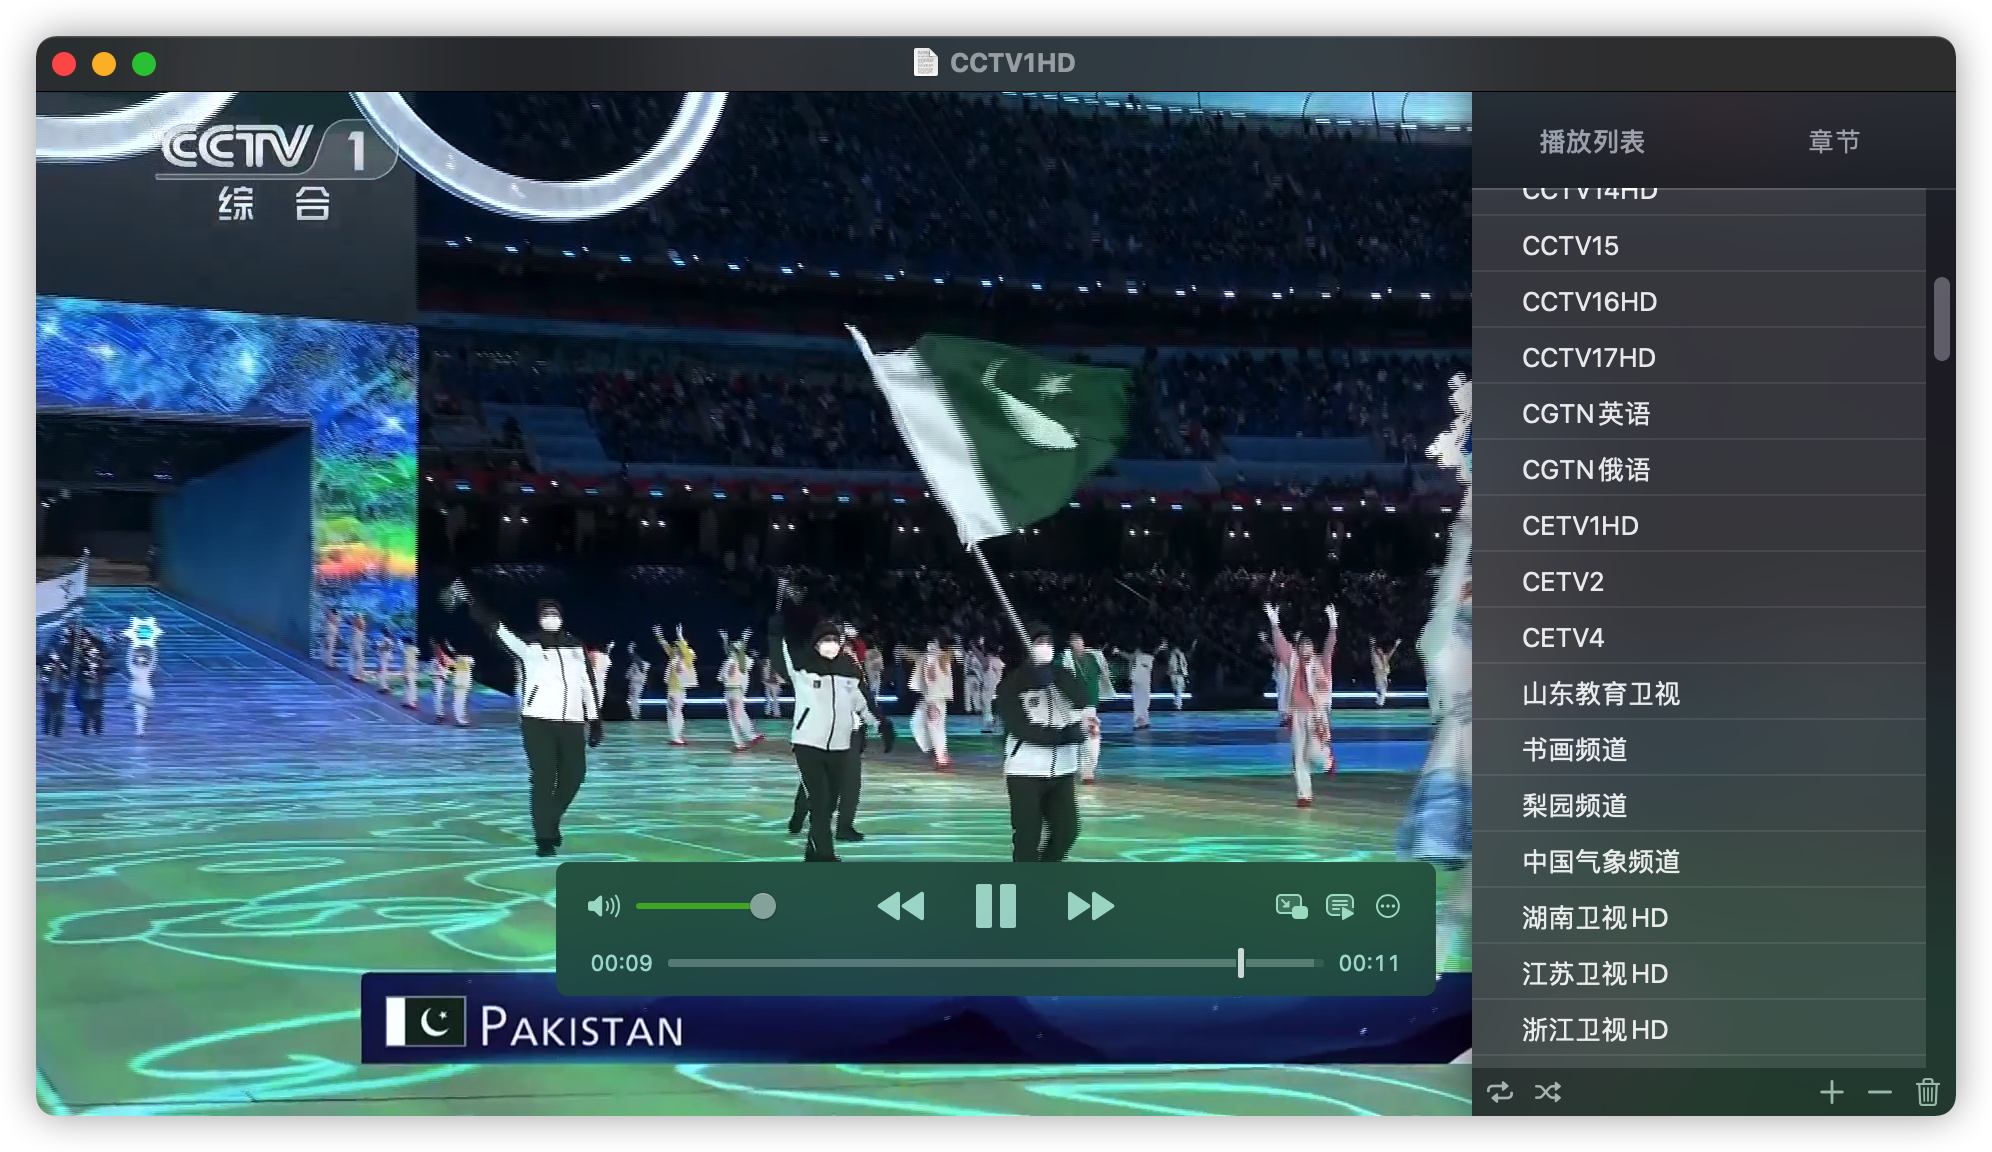 CCTV1HD
CCTV 1
综 合
播放列表
章节
CCTV14HD
CCTV15
CCTV16HD
CCTV17HD
CGTN英语
CGTN俄语
CETV1HD
CETV2
CETV4
山东教育卫视
书画频道
梨园频道
中国气象频道
湖南卫视HD
江苏卫视HD
浙江卫视HD
00:09
00:11
PAKISTAN